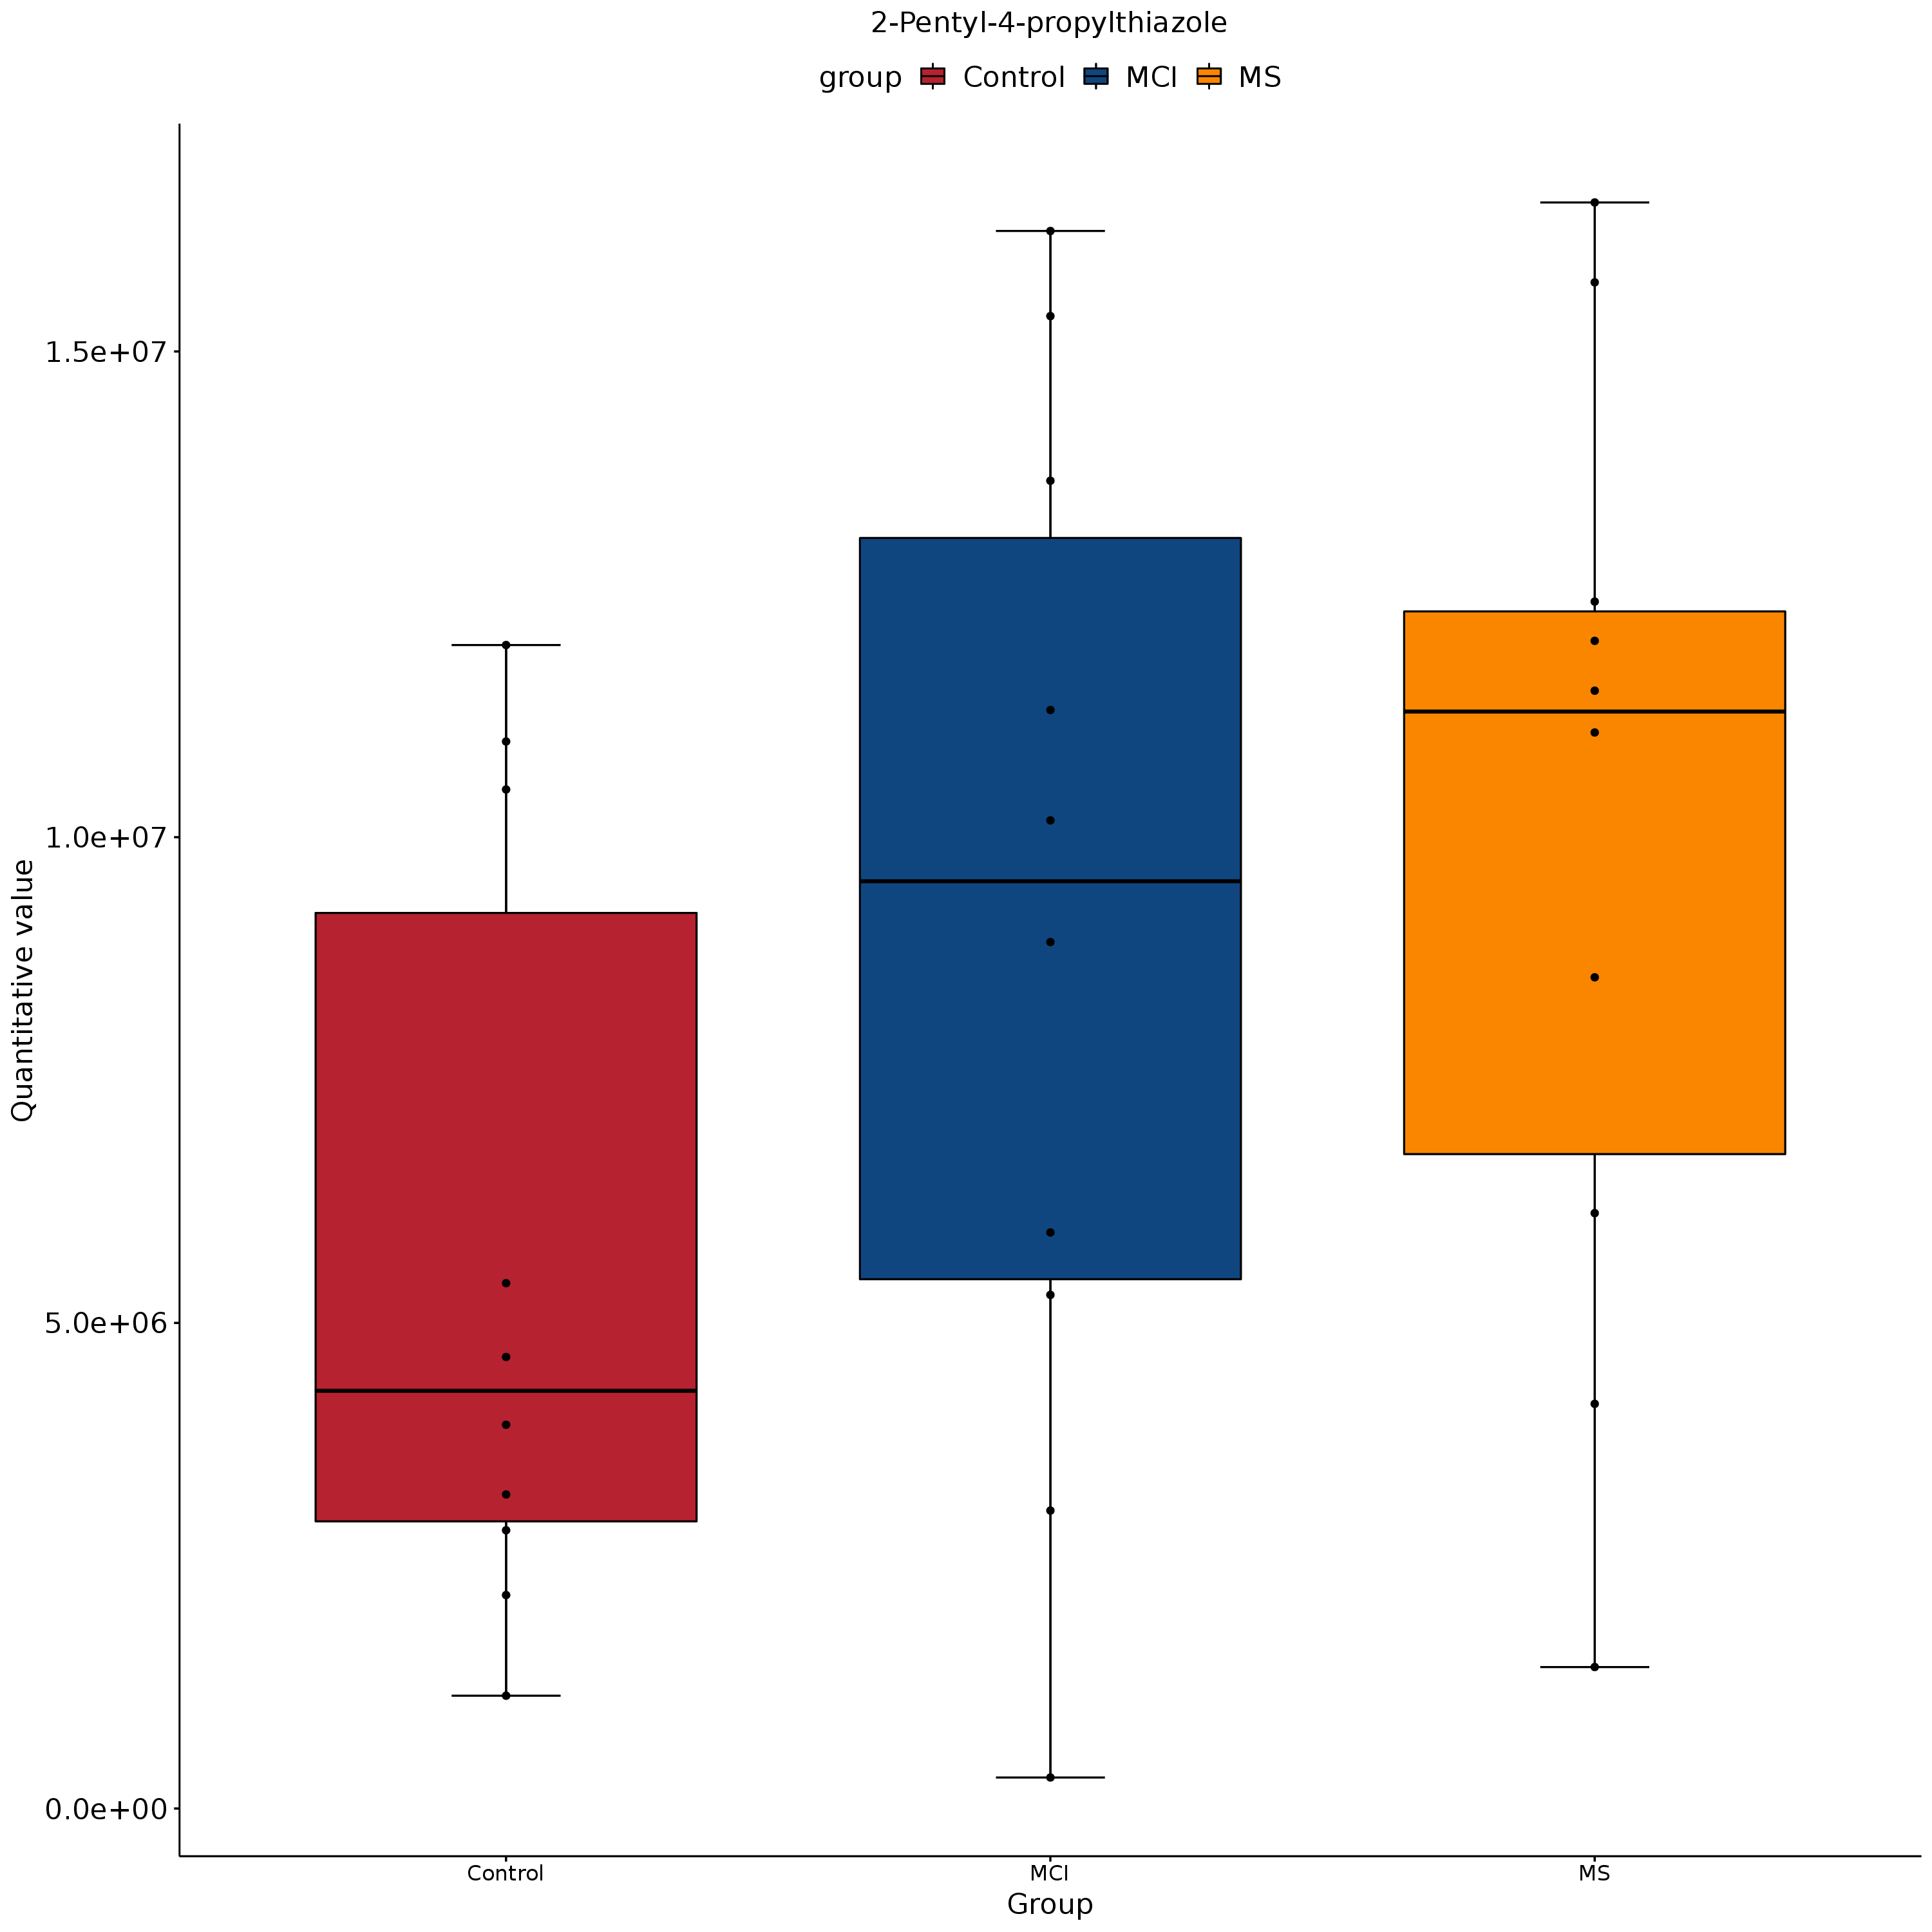 2-Pentyl-4-propylthiazole
group Control MCI MS
Quantitative value
1.5e+07
1.0e+07
5.0e+06
0.0e+00
Control MCI MS
Group